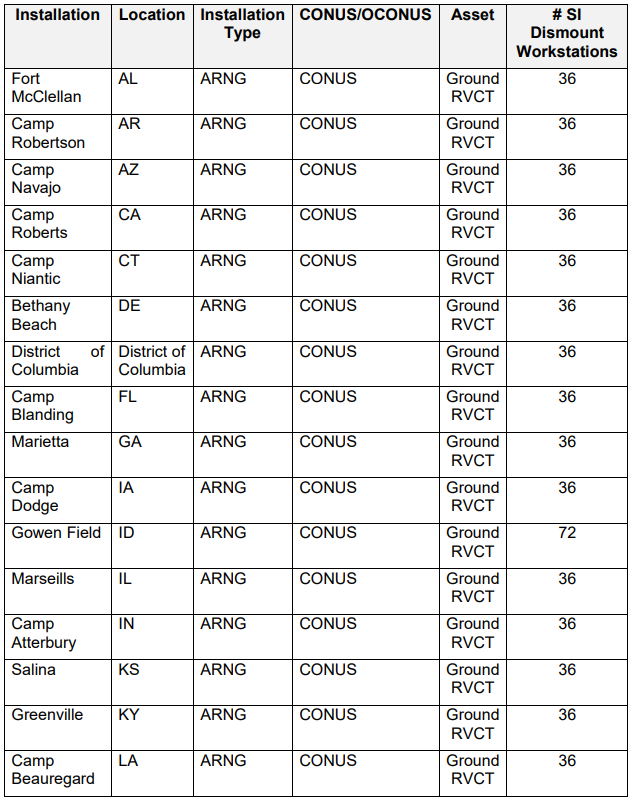 Installation Location Installation Type CONUS/OCONUS Asset # SI Dismount Workstations
Fort McClellan AL ARNG CONUS Ground RVCT 36
Camp Robertson AR ARNG CONUS Ground RVCT 36
Camp Navajo AZ ARNG CONUS Ground RVCT 36
Camp Roberts CA ARNG CONUS Ground RVCT 36
Camp Niantic CT ARNG CONUS Ground RVCT 36
Bethany Beach DE ARNG CONUS Ground RVCT 36
District of Columbia District of Columbia ARNG CONUS Ground RVCT 36
Camp Blanding FL ARNG CONUS Ground RVCT 36
Marietta GA ARNG CONUS Ground RVCT 36
Camp Dodge IA ARNG CONUS Ground RVCT 36
Gowen Field ID ARNG CONUS Ground RVCT 72
Marseills IL ARNG CONUS Ground RVCT 36
Camp Atterbury IN ARNG CONUS Ground RVCT 36
Salina KS ARNG CONUS Ground RVCT 36
Greenville KY ARNG CONUS Ground RVCT 36
Camp Beauregard LA ARNG CONUS Ground RVCT 36